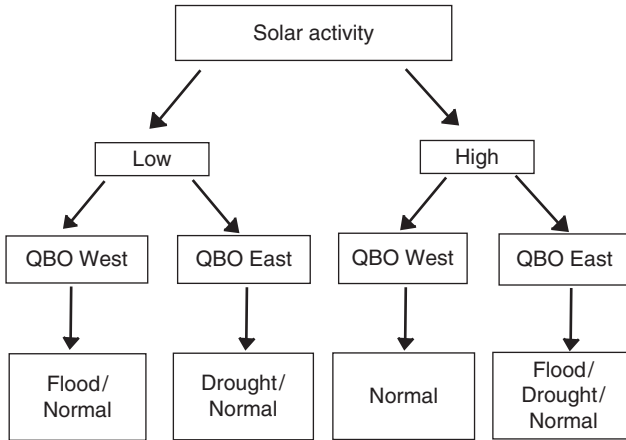 Solar activity
Low
High
QBO West
QBO East
QBO West
QBO East
Flood/
Normal
Drought/
Normal
Normal
Flood/
Drought/
Normal